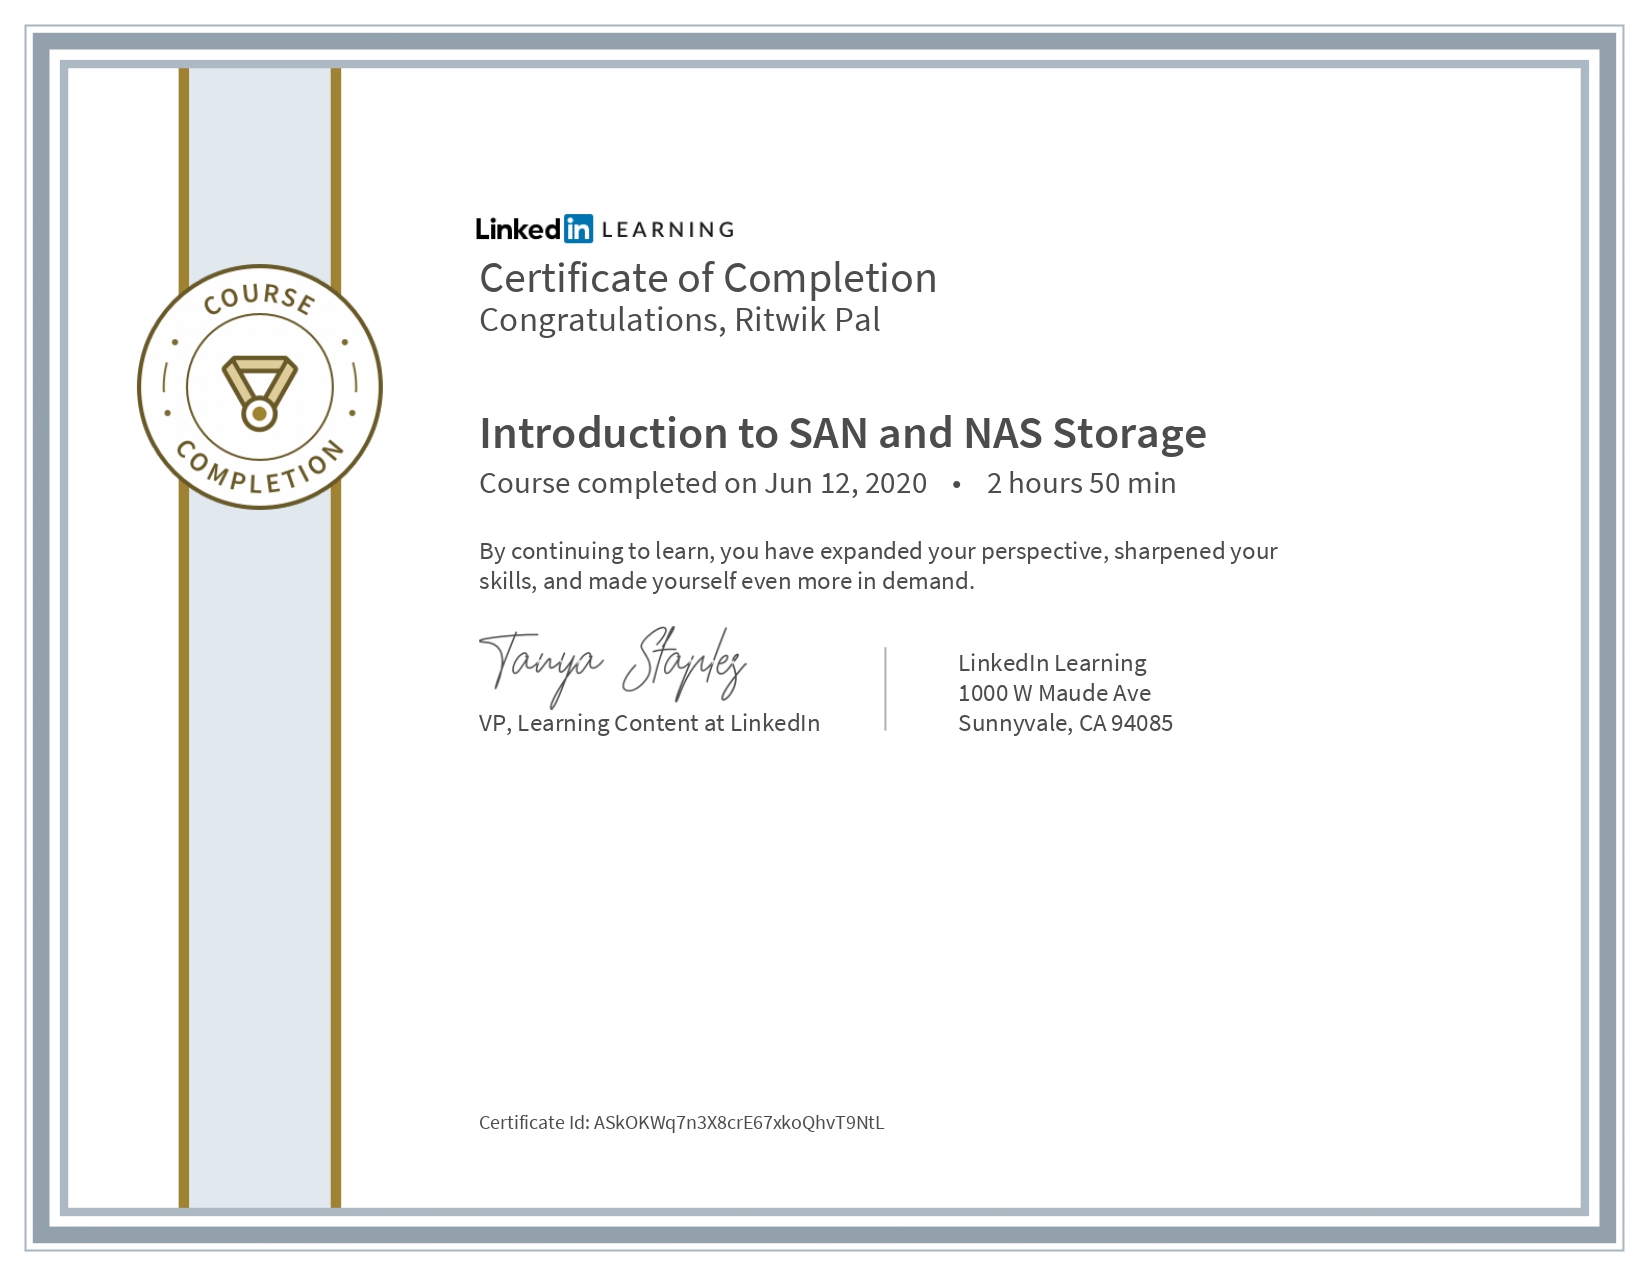 COURSE
COMPLETION
Linked in LEARNING
Certificate of Completion
Congratulations, Ritwik Pal
Introduction to SAN and NAS Storage
Course completed on Jun 12, 2020 • 2 hours 50 min
By continuing to learn, you have expanded your perspective, sharpened your
skills, and made yourself even more in demand.
Tanya Staples
VP, Learning Content at LinkedIn
LinkedIn Learning
1000 W Maude Ave
Sunnyvale, CA 94085
Certificate Id: ASkOKWq7n3X8crE67xkoQhvT9NtL